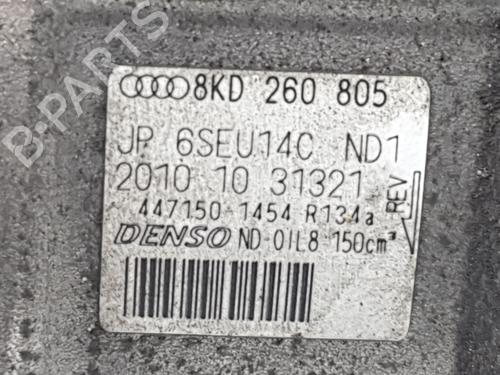 B-PARTS
8KD 260 805
JP 6SEU14C ND1
2010 10 31321
447150-1454 R134a
REV
DENSO ND-OIL8 150cm³